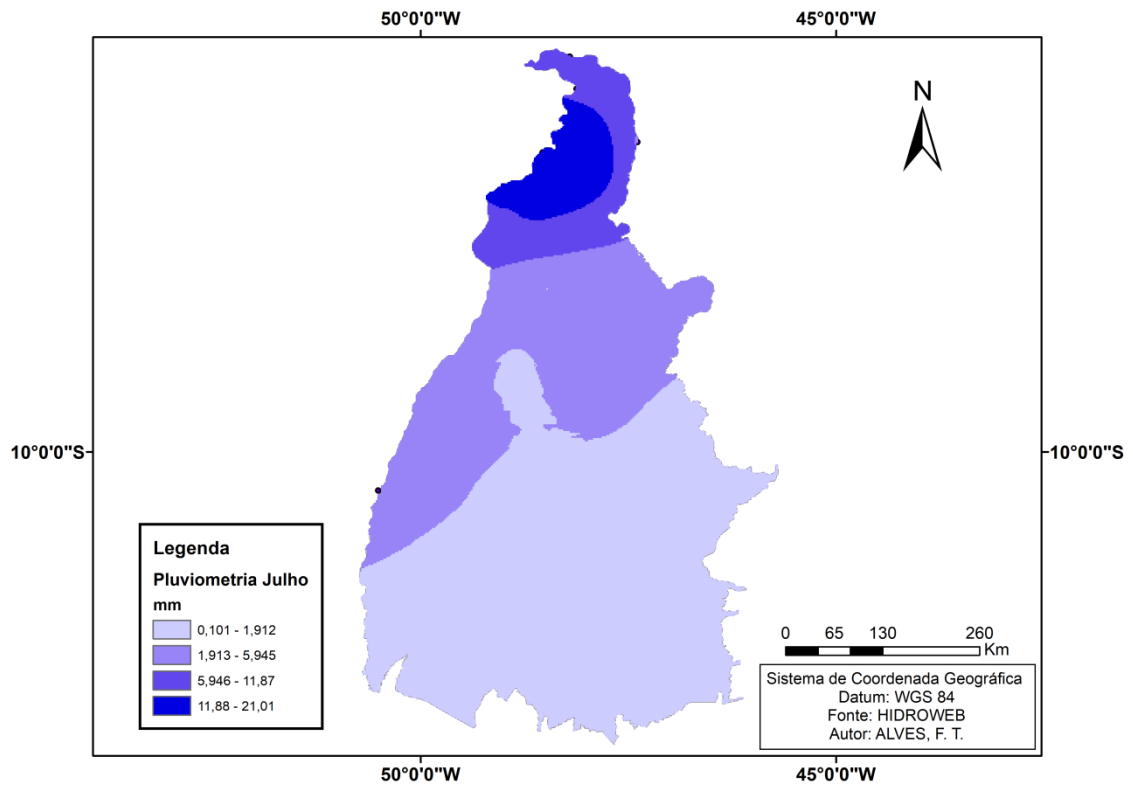 50°0'0"W
45°0'0"W
N
10°0'0"S
10°0'0"S
Legenda
Pluviometria Julho
mm
0,101 - 1,912
1,913 - 5,945
5,946 - 11,87
11,88 - 21,01
0 65 130 260
Km
Sistema de Coordenada Geográfica
Datum: WGS 84
Fonte: HIDROWEB
Autor: ALVES, F. T.
50°0'0"W
45°0'0"W